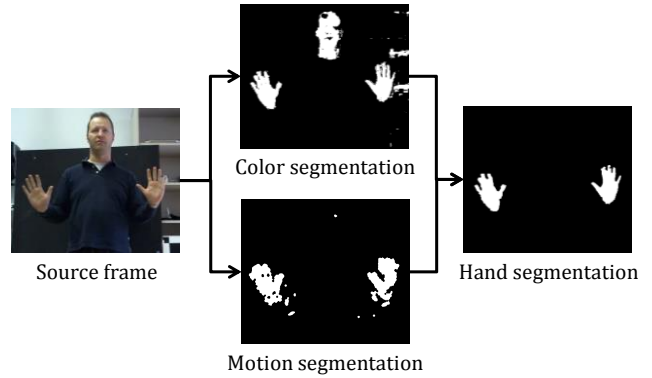 Color segmentation
Source frame
Hand segmentation
Motion segmentation